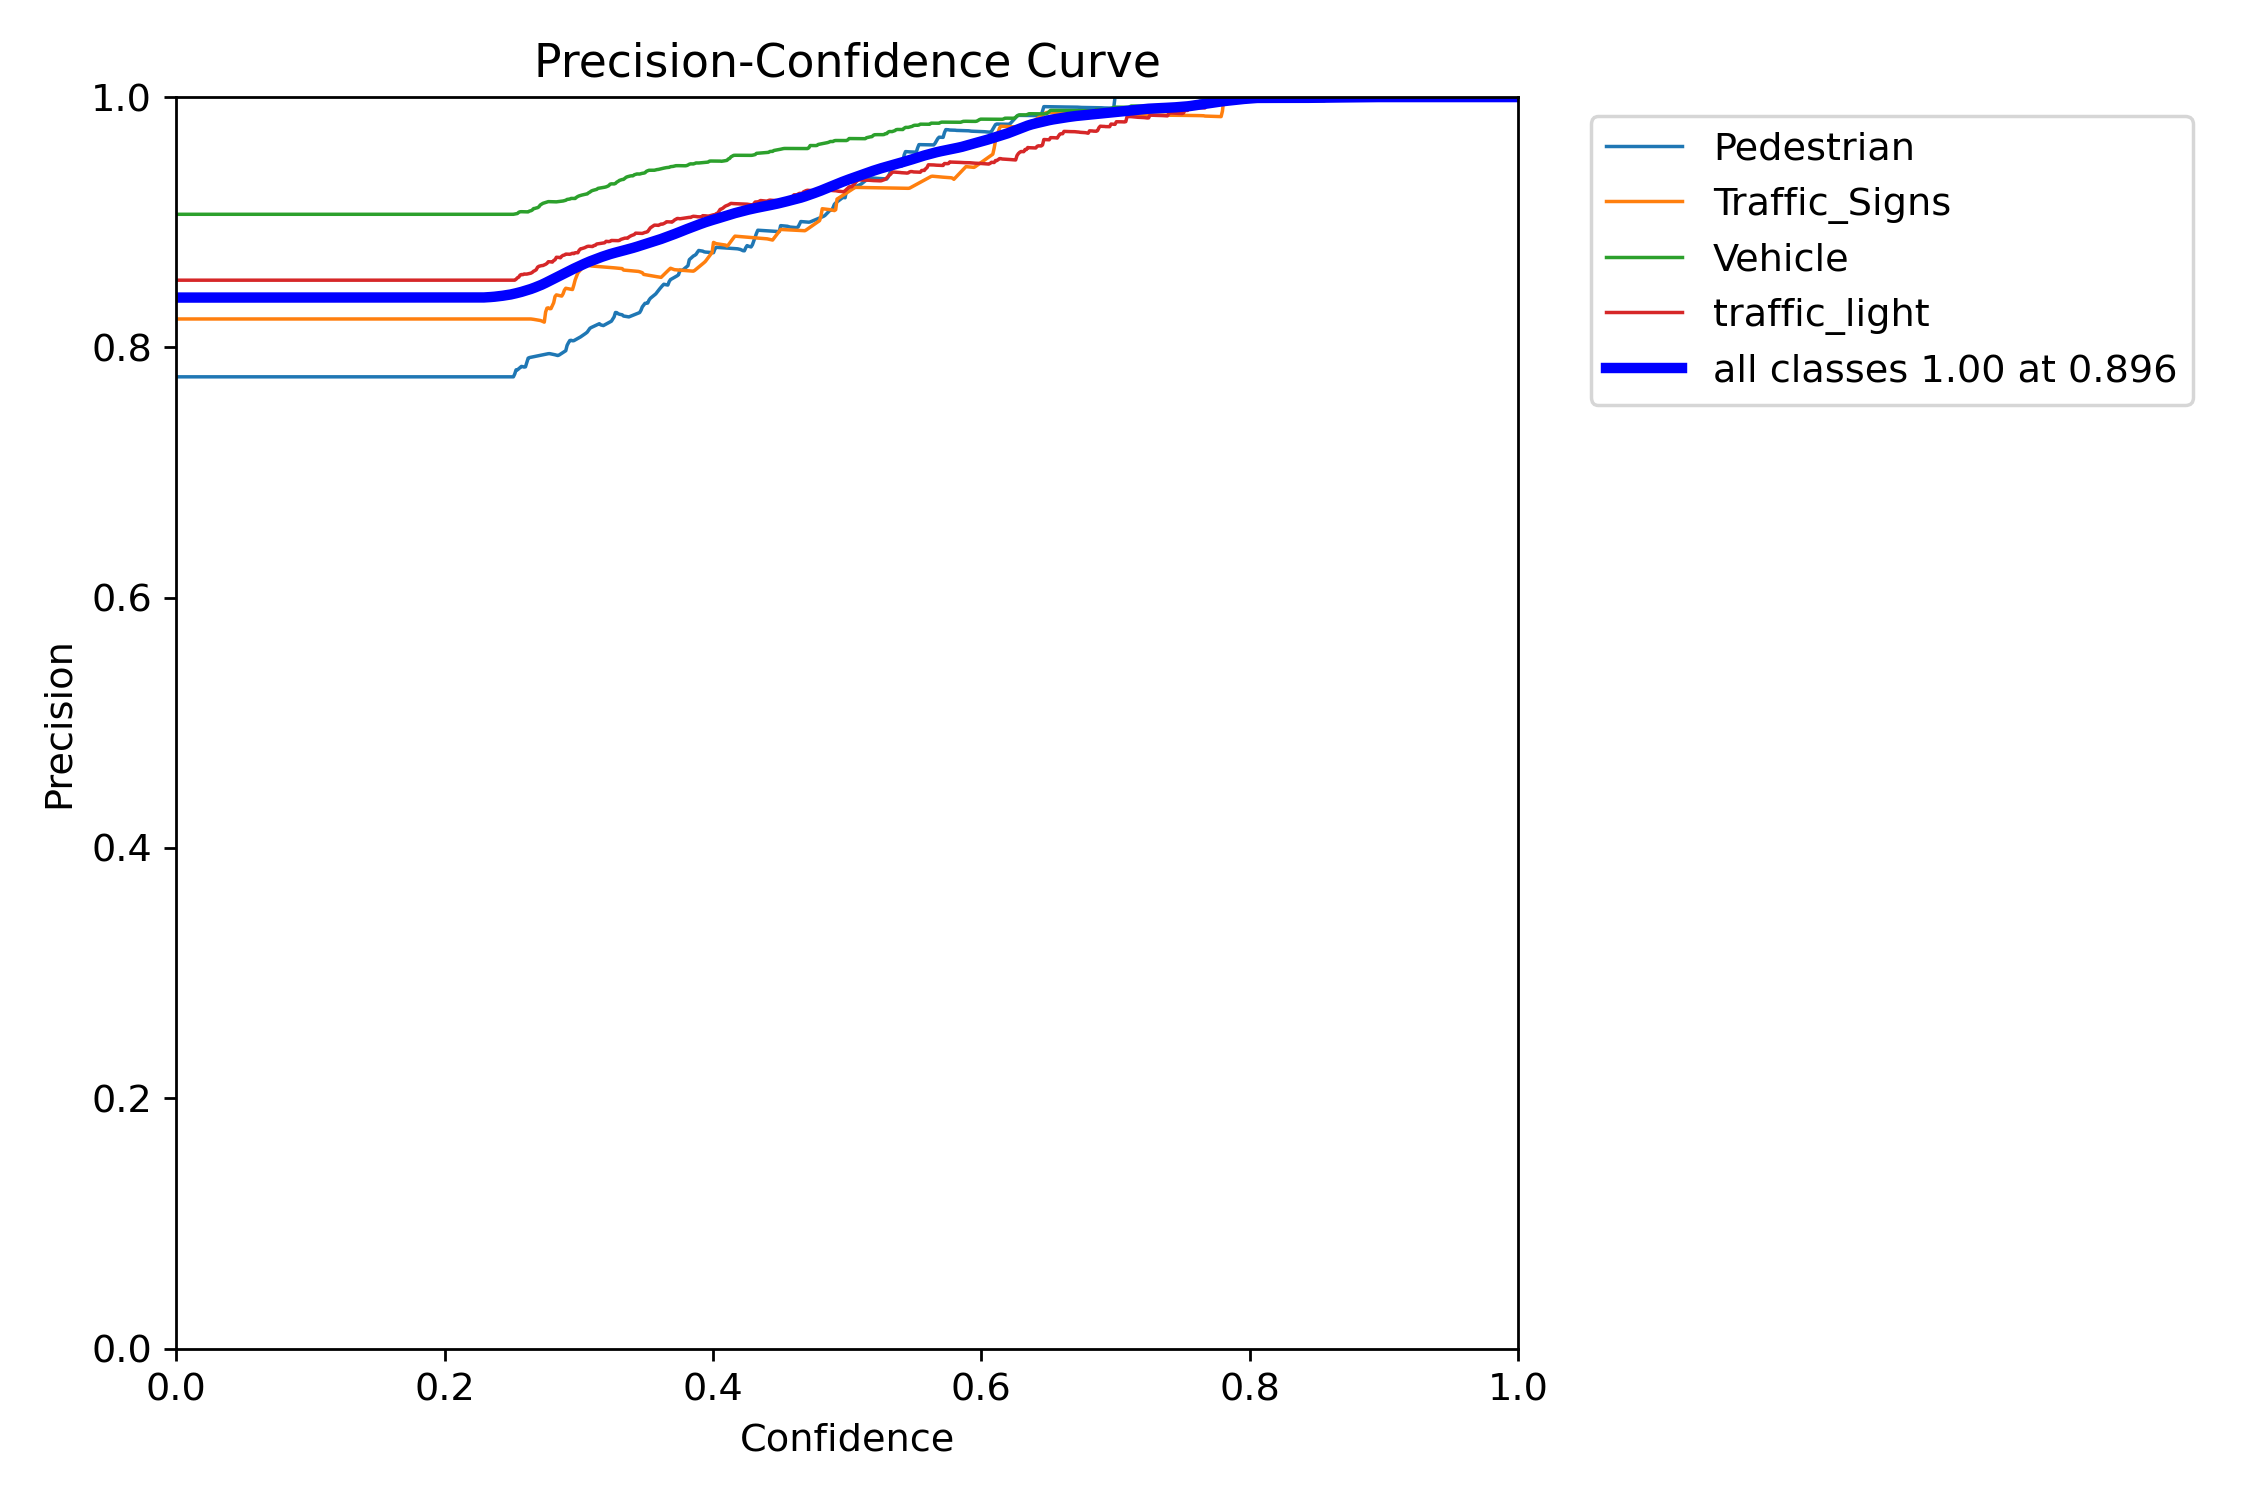 Precision-Confidence Curve
1.0
0.8
0.6
0.4
0.2
0.0
Precision
0.0 0.2 0.4 0.6 0.8 1.0
Confidence
Pedestrian
Traffic_Signs
Vehicle
traffic_light
all classes 1.00 at 0.896